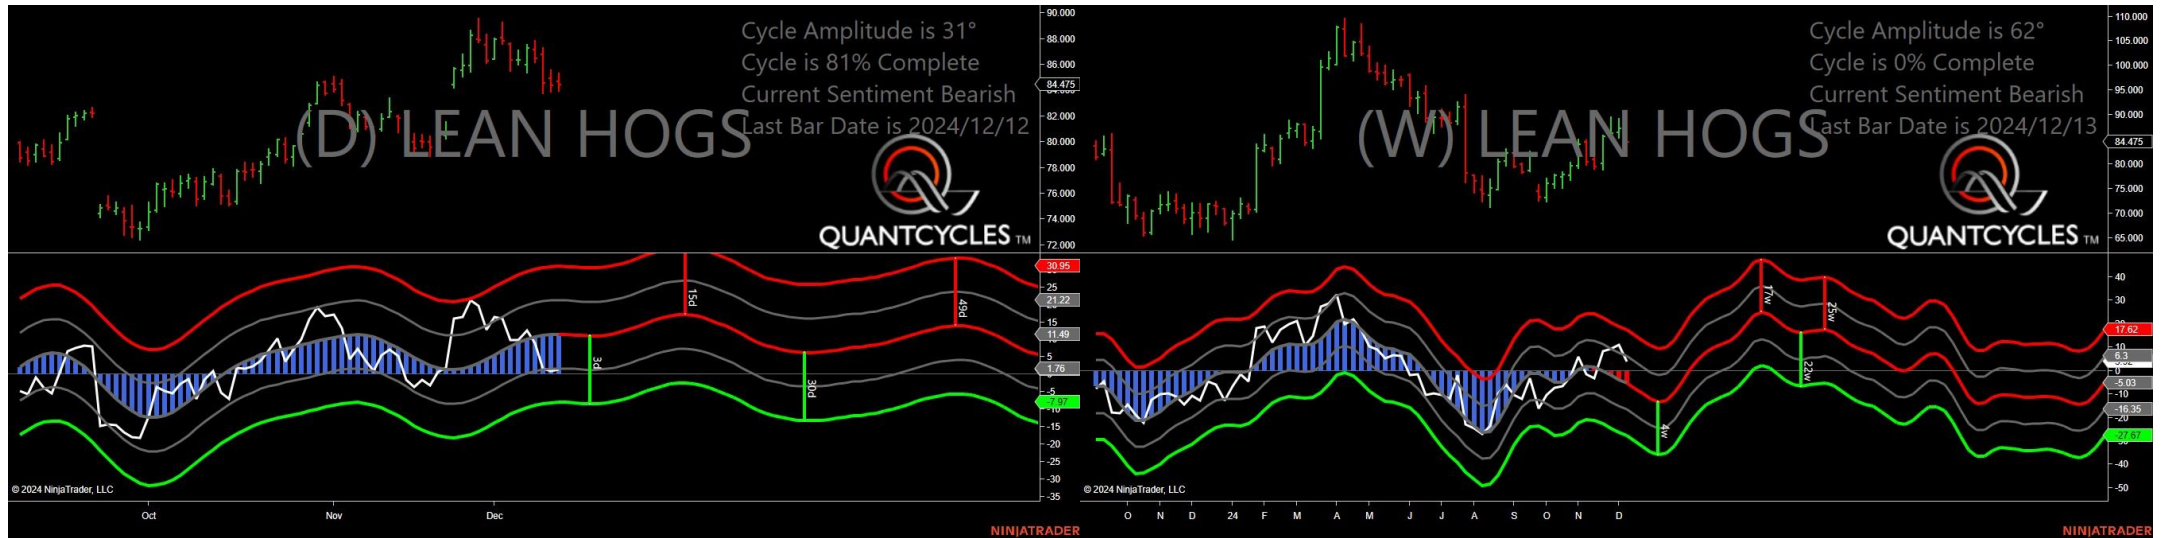 Cycle Amplitude is 31°
Cycle is 81% Complete
Current Sentiment Bearish
Last Bar Date is 2024/12/12
(D) LEAN HOGS
QUANTCYCLES TM
90.000
88.000
86.000
84.475
82.000
80.000
78.000
76.000
74.000
72.000
30.95
21.22
15
11.49
5
1.76
-5
-7.97
-10
-15
-20
-25
-30
-35
3d
15d
30d
49d
© 2024 NinjaTrader, LLC
Oct
Nov
Dec
NINJATRADER
Cycle Amplitude is 62°
Cycle is 0% Complete
Current Sentiment Bearish
Last Bar Date is 2024/12/13
(W) LEAN HOGS
QUANTCYCLES TM
110.000
105.000
100.000
95.000
90.000
84.475
80.000
75.000
70.000
65.000
40
30
17.62
10
6.3
0
-5.03
-10
-16.35
-20
-27.67
-40
-50
4w
17w
22w
25w
© 2024 NinjaTrader, LLC
O
N
D
24
F
M
A
M
J
J
A
S
O
N
D
NINJATRADER